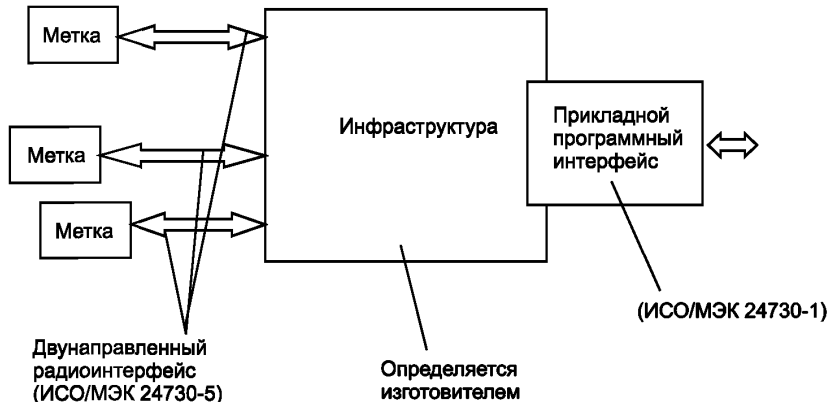 Метка
Метка
Метка
Инфраструктура
Прикладной
программный
интерфейс
(ИСО/МЭК 24730-1)
Двунаправленный
радиоинтерфейс
(ИСО/МЭК 24730-5)
Определяется
изготовителем